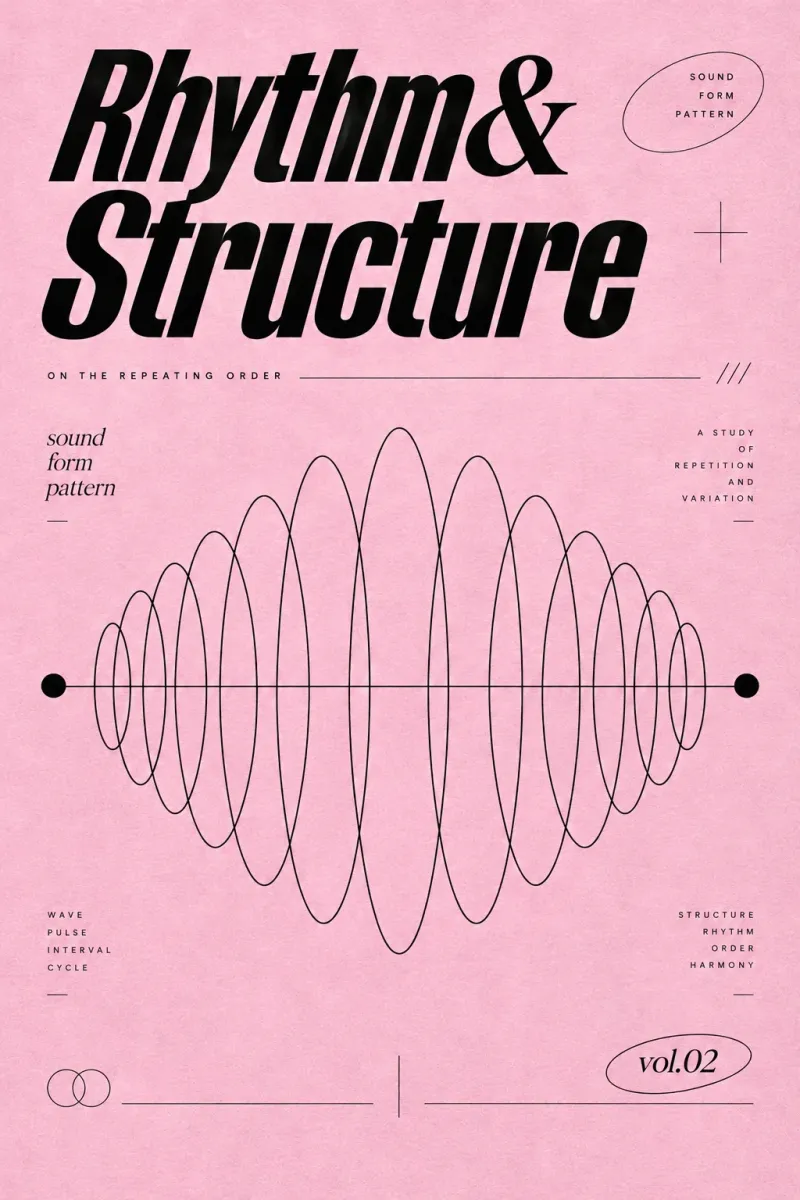 Rhythm&
Structure
SOUND
FORM
PATTERN
ON THE REPEATING ORDER
sound
form
pattern
A STUDY
OF
REPETITION
AND
VARIATION
WAVE
PULSE
INTERVAL
CYCLE
STRUCTURE
RHYTHM
ORDER
HARMONY
vol.02